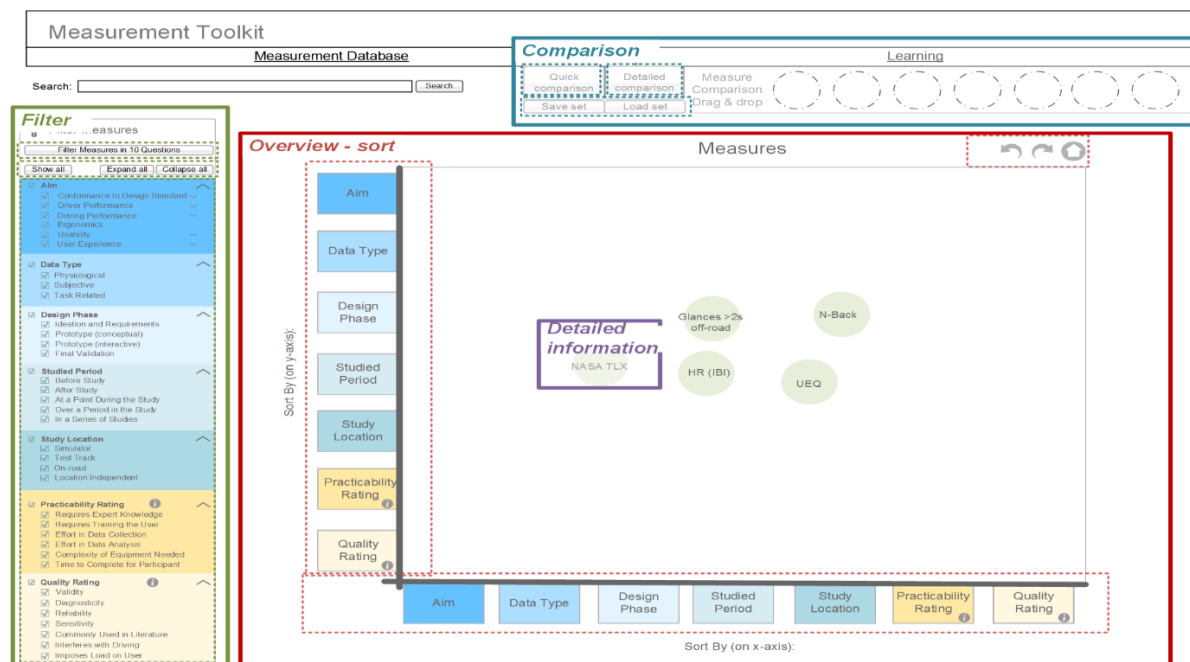 Measurement Toolkit
Measurement Database
Learning
Comparison
Quick comparison
Detailed comparison
Save set
Load set
Measure
Comparison
Drag & drop
Search:
Search
Filter
Measures
Filter Measures in 10 Questions
Show all
Expand all
Collapse all
Aim
Conformance to Design Standard
Driver Performance
Driving Performance
Ergonomics
Usability
User Experience
Data Type
Physiological
Subjective
Task Related
Design Phase
Ideation and Requirements
Prototype (conceptual)
Prototype (interactive)
Final Validation
Studied Period
Before Study
After Study
At a Point During the Study
Over a Period in the Study
In a Series of Studies
Study Location
Simulator
Test Track
On-road
Location Independent
Practicability Rating i
Requires Expert Knowledge
Requires Training the User
Effort in Data Collection
Effort in Data Analysis
Complexity of Equipment Needed
Time to Complete for Participant
Quality Rating i
Validity
Diagnosticity
Reliability
Sensitivity
Commonly Used in Literature
Interferes with Driving
Imposes Load on User
Overview - sort
Measures
Sort By (on y-axis):
Aim
Data Type
Design
Phase
Studied
Period
Study
Location
Practicability
Rating i
Quality
Rating i
Detailed
information
NASA TLX
Glances >2s
off-road
N-Back
HR (IBI)
UEQ
Aim
Data Type
Design
Phase
Studied
Period
Study
Location
Practicability
Rating i
Quality
Rating i
Sort By (on x-axis):